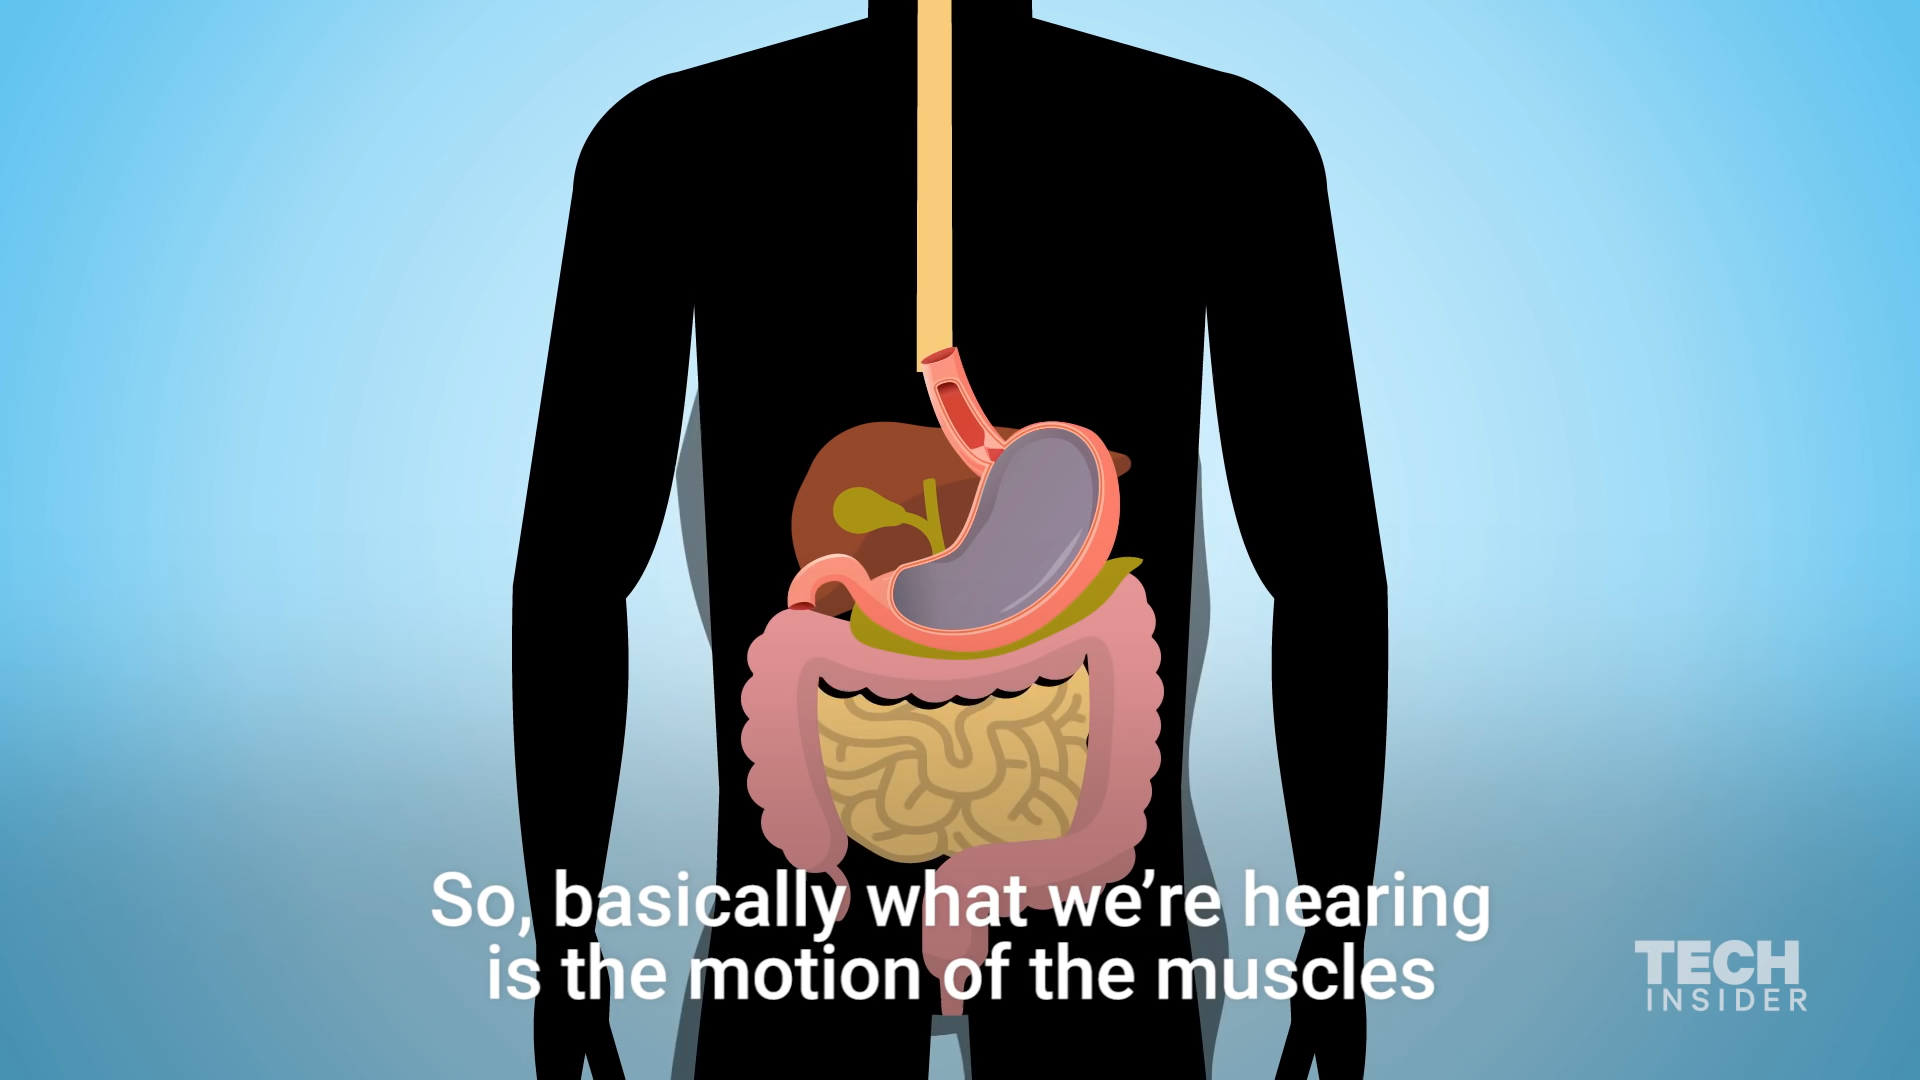 So, basically what we’re hearing
is the motion of the muscles
TECH
INSIDER